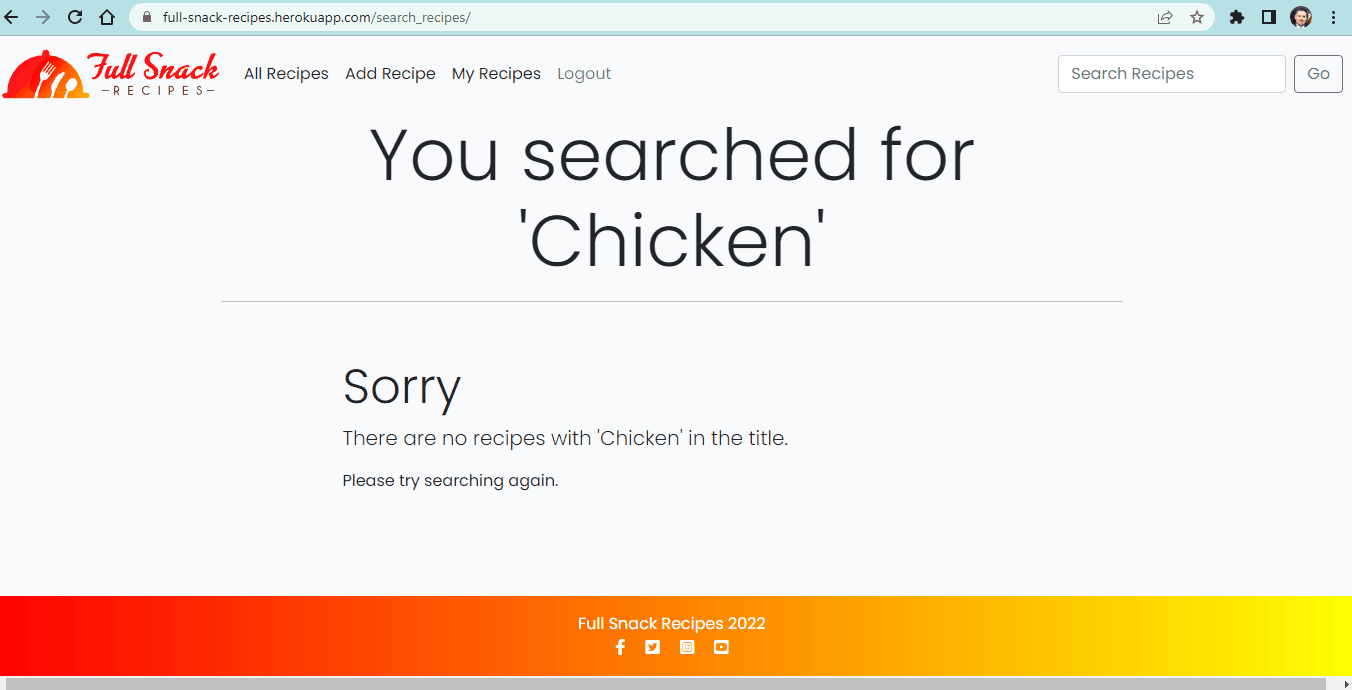 full-snack-recipes.herokuapp.com/search_recipes/
Full Snack
RECIPES
All Recipes Add Recipe My Recipes Logout
Search Recipes Go
You searched for
'Chicken'
Sorry
There are no recipes with 'Chicken' in the title.
Please try searching again.
Full Snack Recipes 2022